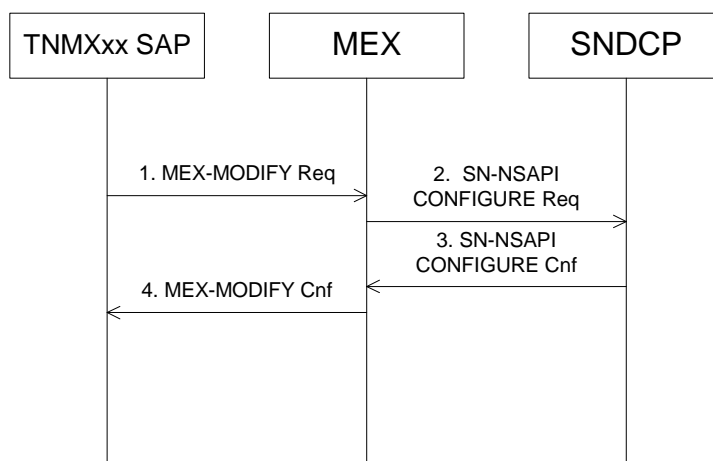 TNMXxx SAP
MEX
SNDCP
1. MEX-MODIFY Req
2. SN-NSAPI
CONFIGURE Req
3. SN-NSAPI
CONFIGURE Cnf
4. MEX-MODIFY Cnf